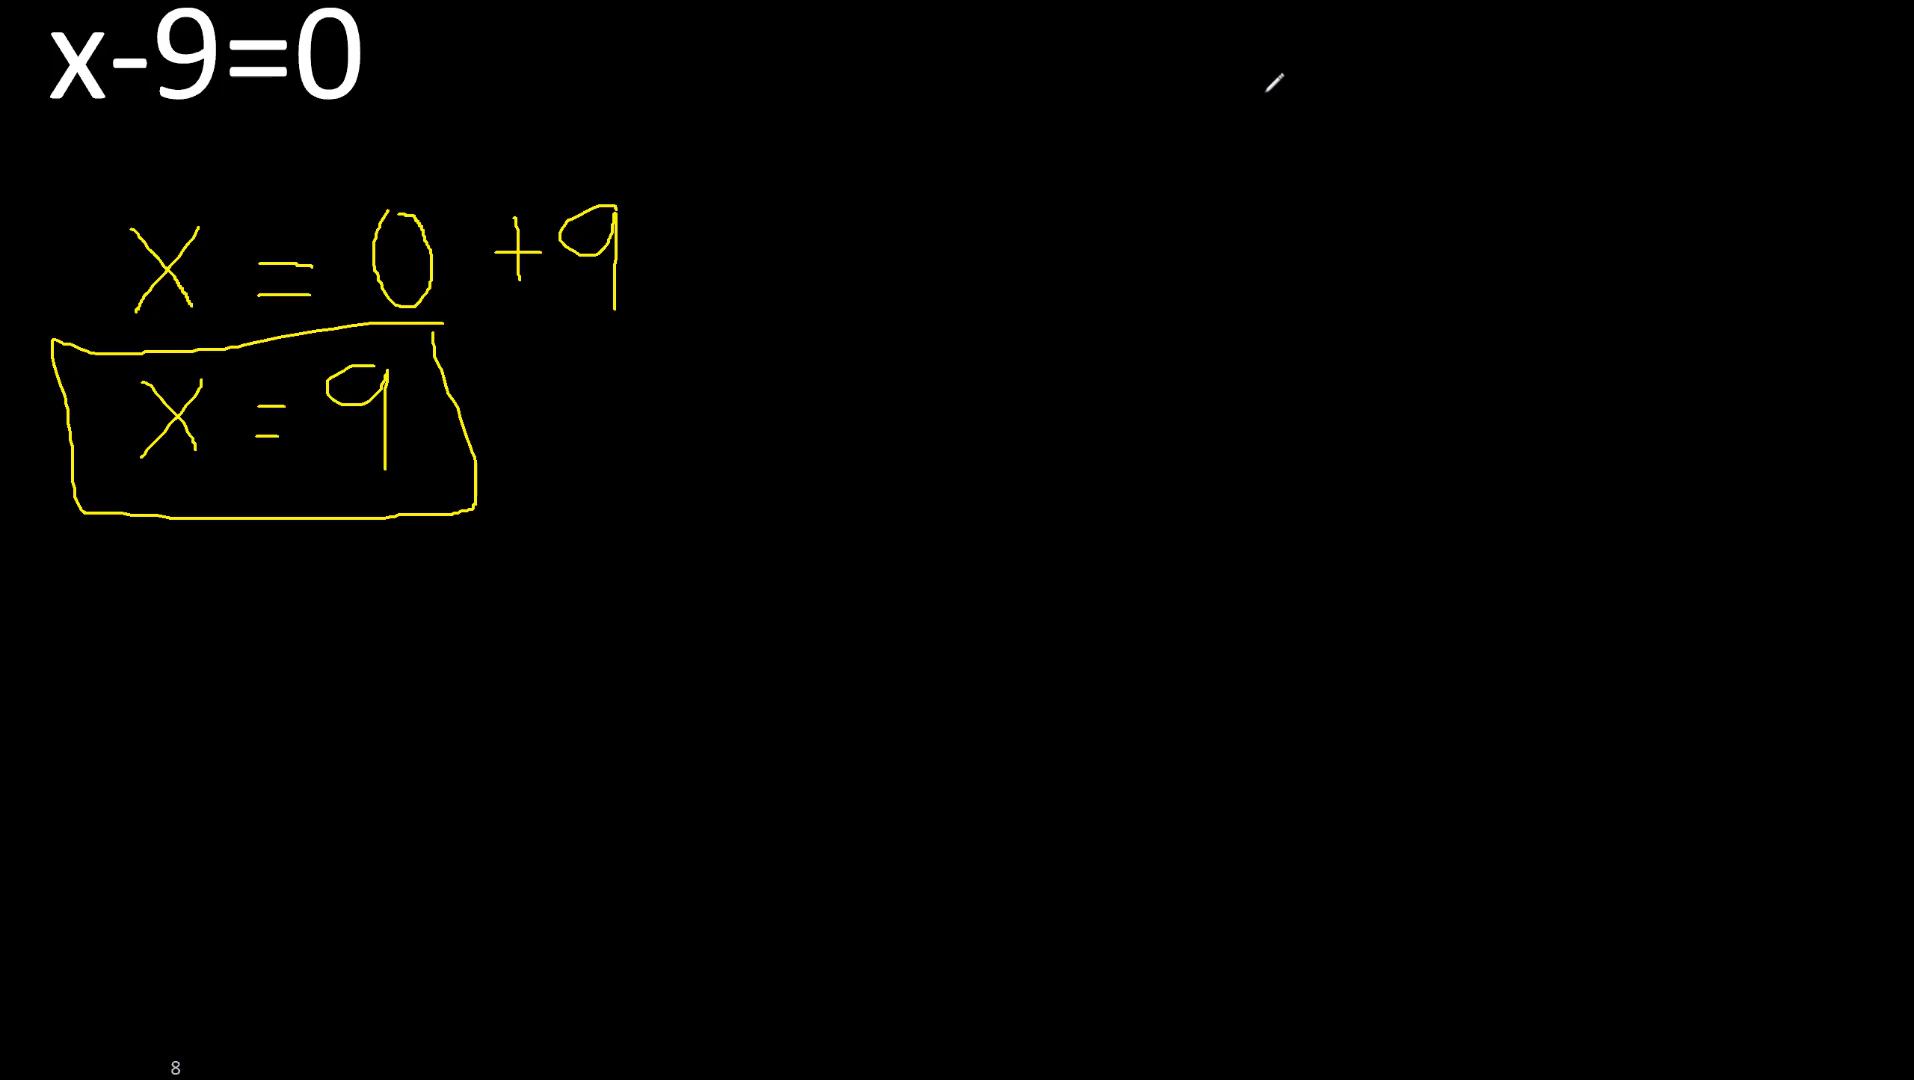 x-9=0
x = 0 +9
x = 9
8